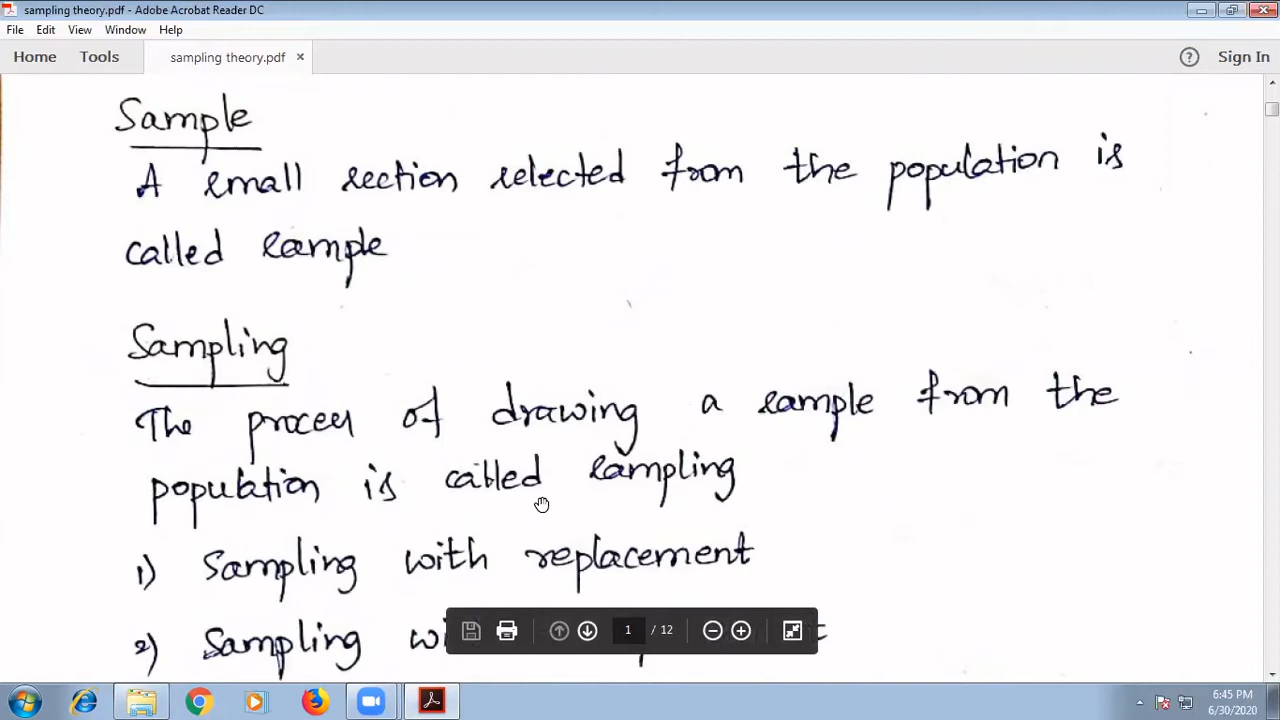 sampling theory.pdf - Adobe Acrobat Reader DC
File Edit View Window Help
Home Tools sampling theory.pdf × Sign In
Sample
A small section selected from the population is
called sample
Sampling
The process of drawing a sample from the
population is called sampling
1) Sampling with replacement
2) Sampling
1 / 12
6:45 PM
6/30/2020